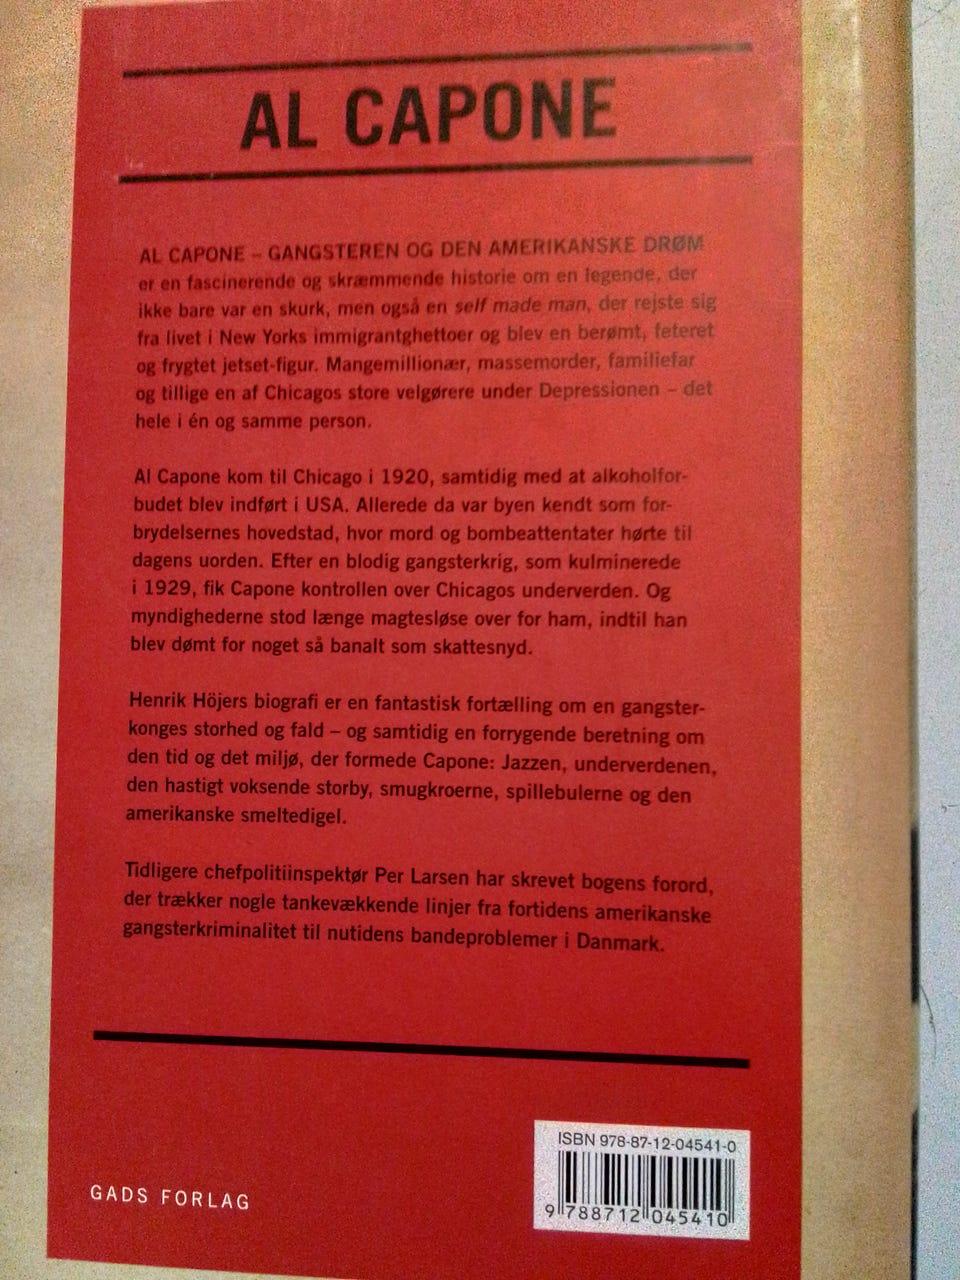 AL CAPONE
AL CAPONE – GANGSTEREN OG DEN AMERIKANSKE DRØM
er en fascinerende og skræmmende historie om en legende, der
ikke bare var en skurk, men også en self made man, der rejste sig
fra livet i New Yorks immigrantghettoer og blev en berømt, feteret
og frygtet jetset-figur. Mangemillionær, massemorder, familiefar
og tillige en af Chicagos store velgørere under Depressionen – det
hele i én og samme person.
Al Capone kom til Chicago i 1920, samtidig med at alkoholfor-
budet blev indført i USA. Allerede da var byen kendt som for-
brydelsernes hovedstad, hvor mord og bombeattentater hørte til
dagens uorden. Efter en blodig gangsterkrig, som kulminerede
i 1929, fik Capone kontrollen over Chicagos underverden. Og
myndighederne stod længe magtesløse over for ham, indtil han
blev dømt for noget så banalt som skattesnyd.
Henrik Höjers biografi er en fantastisk fortælling om en gangster-
konges storhed og fald – og samtidig en forrygende beretning om
den tid og det miljø, der formede Capone: Jazzen, underverdenen,
den hastigt voksende storby, smugkroerne, spillebulerne og den
amerikanske smeltedigel.
Tidligere chefpolitiinspektør Per Larsen har skrevet bogens forord,
der trækker nogle tankevækkende linjer fra fortidens amerikanske
gangsterkriminalitet til nutidens bandeproblemer i Danmark.
ISBN 978-87-12-04541-0
9 788712 045410
GADS FORLAG